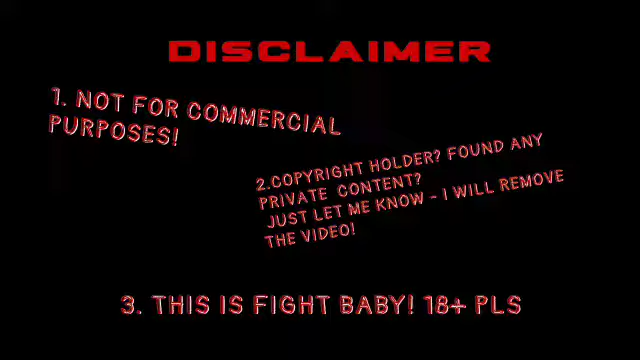 DISCLAIMER
1. NOT FOR COMMERCIAL
PURPOSES!
2.COPYRIGHT HOLDER? FOUND ANY
PRIVATE CONTENT?
JUST LET ME KNOW - I WILL REMOVE
THE VIDEO!
3. THIS IS FIGHT BABY! 18+ PLS